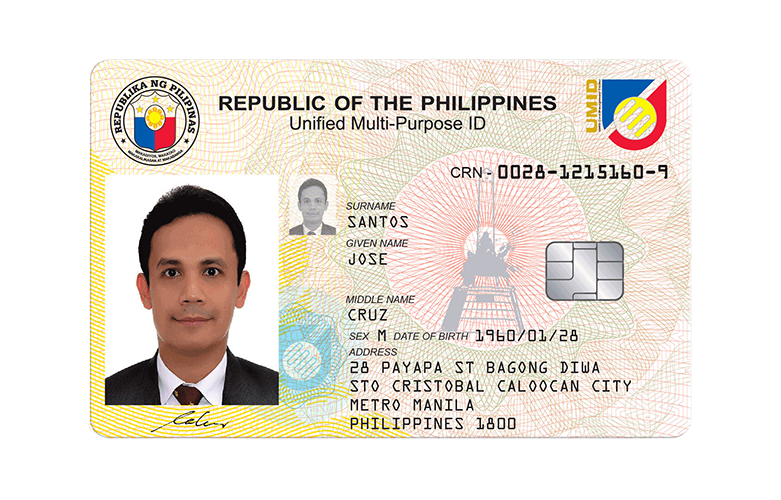 REPUBLIKA NG PILIPINAS
REPUBLIC OF THE PHILIPPINES
Unified Multi-Purpose ID
UMID
CRN - 0028-1215160-9
SURNAME
SANTOS
GIVEN NAME
JOSE
MIDDLE NAME
CRUZ
SEX M DATE OF BIRTH 1960/01/28
ADDRESS
28 PAYAPA ST BAGONG DIWA
STO CRISTOBAL CALOOCAN CITY
METRO MANILA
PHILIPPINES 1800